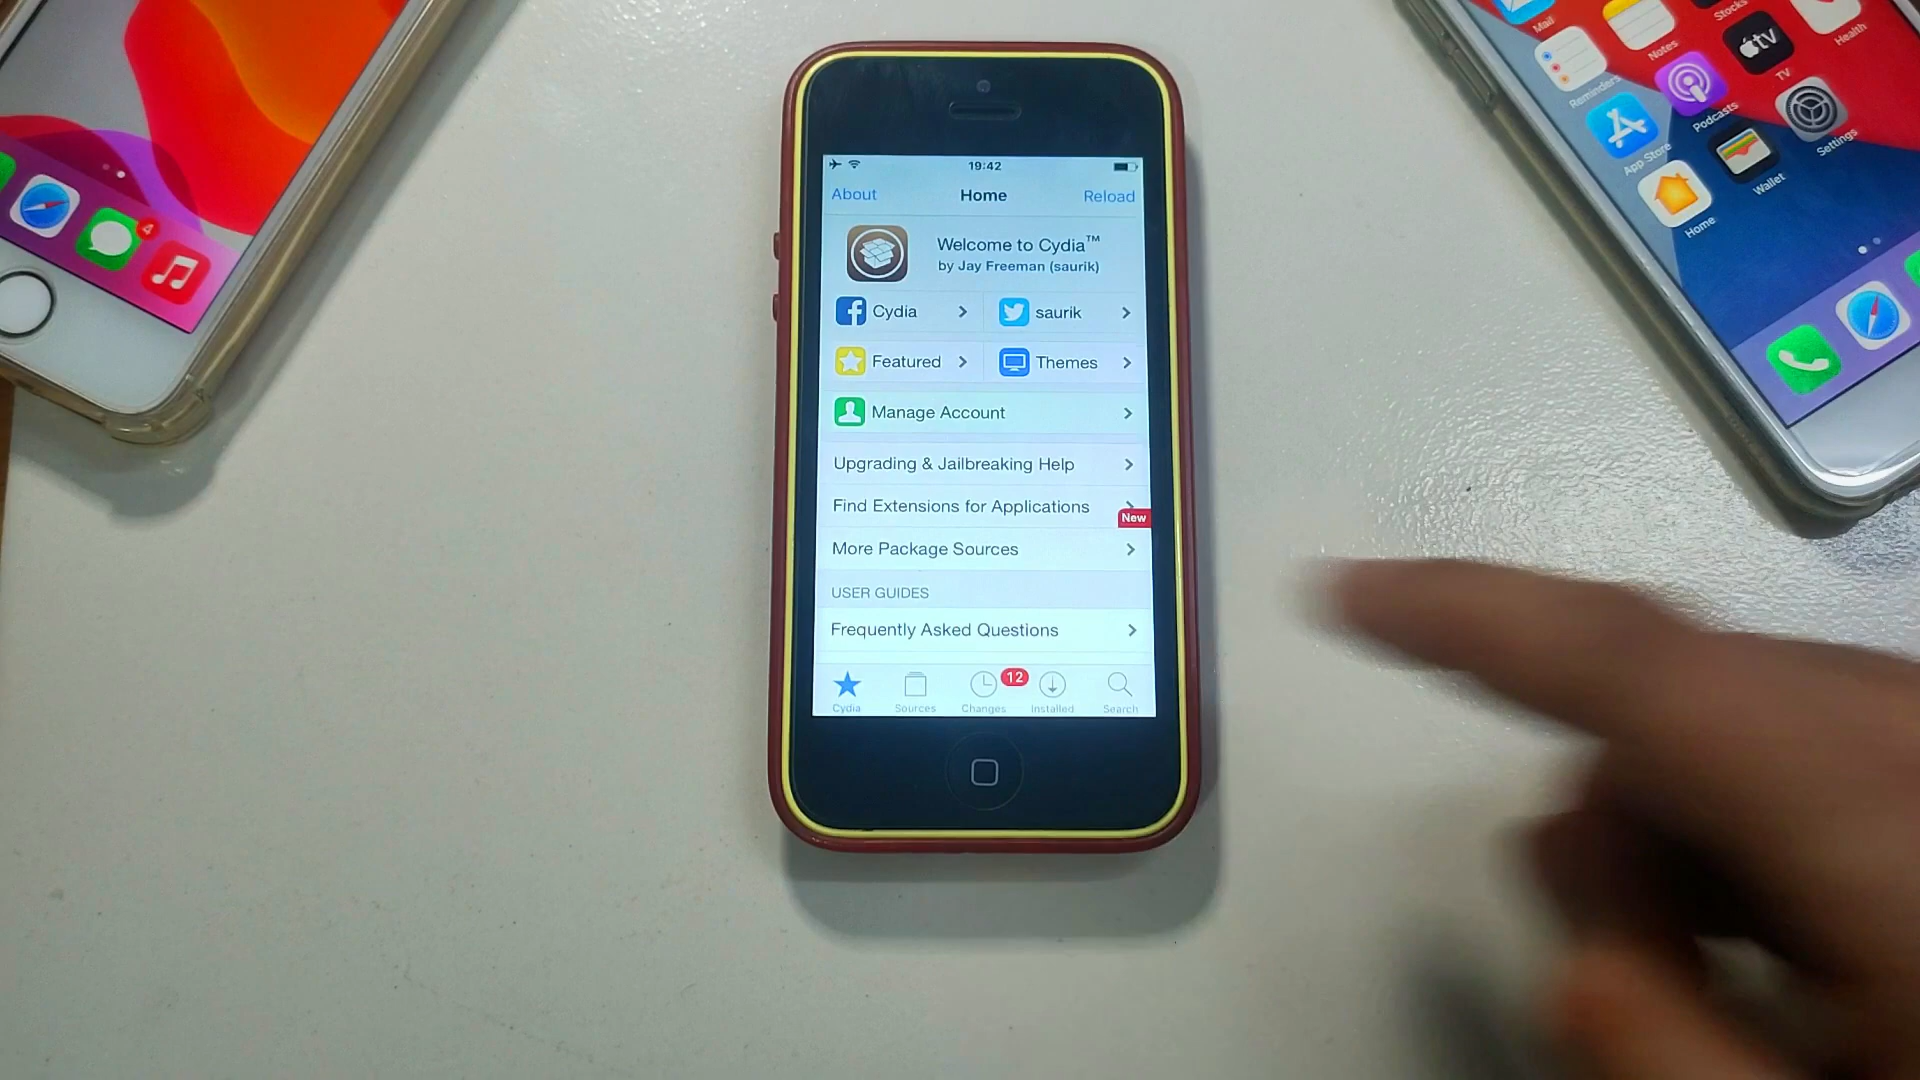 19:42
About Home Reload
Welcome to Cydia™
by Jay Freeman (saurik)
Cydia saurik
Featured Themes
Manage Account
Upgrading & Jailbreaking Help
Find Extensions for Applications
New
More Package Sources
USER GUIDES
Frequently Asked Questions
12
Cydia Sources Changes Installed Search
4
Mail
Notes
Stocks
Health
Reminders
Podcasts
tv
TV
App Store
Wallet
Settings
Home